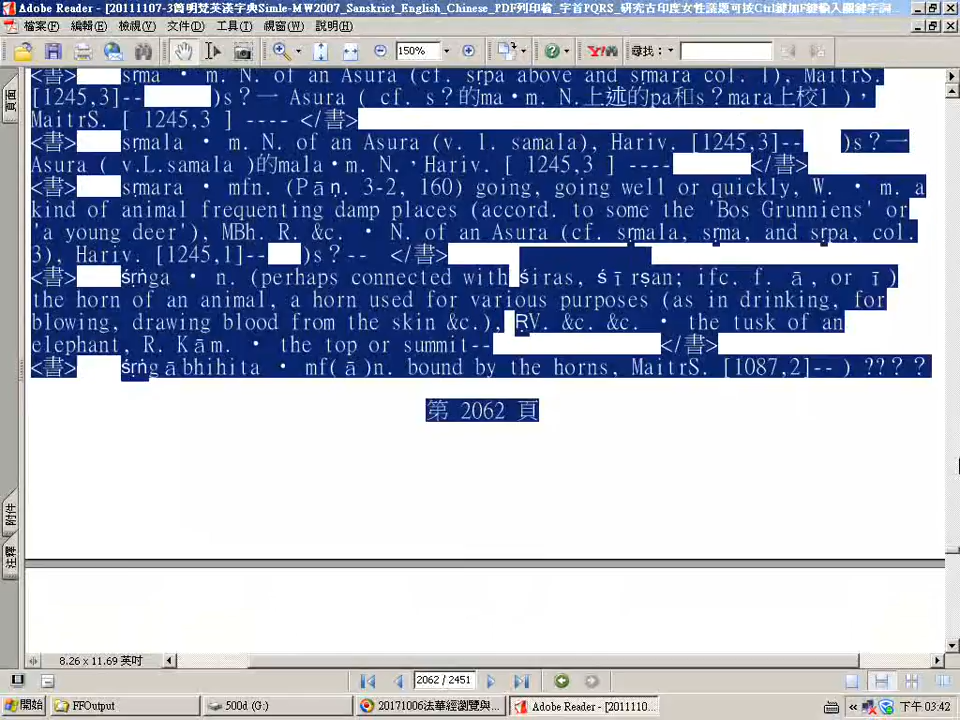 Adobe Reader - [20111107-3簡明梵英漢字典Simle-MW2007_Sanskrict_English_Chinese_PDF列印檔_字首PQRS_研究古印度女性議題可按Ctrl鍵加F鍵輸入關鍵字詞...
檔案(F) 編輯(E) 檢視(V) 文件(D) 工具(T) 視窗(W) 說明(H)
150% 尋找:
頁面
<書> sṛma · m. N. of an Asura (cf. sṛpa above and sṛmara col. 1), MaitrS.
[1245,3]-- )s？一 Asura ( cf. s？的ma·m. N.上述的pa和s？mara上校1 )，
MaitrS. [ 1245,3 ] ---- </書>
<書> sṛmala · m. N. of an Asura (v. l. samala), Hariv. [1245,3]-- )s？一
Asura ( v.L.samala )的mala·m. N.，Hariv. [ 1245,3 ] ---- </書>
<書> sṛmara · mfn. (Pāṇ. 3-2, 160) going, going well or quickly, W. · m. a
kind of animal frequenting damp places (accord. to some the 'Bos Grunniens' or
'a young deer'), MBh. R. &c. · N. of an Asura (cf. sṛmala, sṛma, and sṛpa, col.
3), Hariv. [1245,1]-- )s？-- </書>
<書> śṛṅga · n. (perhaps connected with śiras, śīrṣan; ifc. f. ā, or ī)
the horn of an animal, a horn used for various purposes (as in drinking, for
blowing, drawing blood from the skin &c.), ṚV. &c. &c. · the tusk of an
elephant, R. Kām. · the top or summit-- </書>
<書> śṛṅgābhihita · mf(ā)n. bound by the horns, MaitrS. [1087,2]-- ) ??？？
第 2062 頁
附件
注釋
8.26 x 11.69 英吋
2062 / 2451
開始 FFOutput 500d (G:) 20171006法華經瀏覽與... Adobe Reader - [2011110... « 下午 03:42